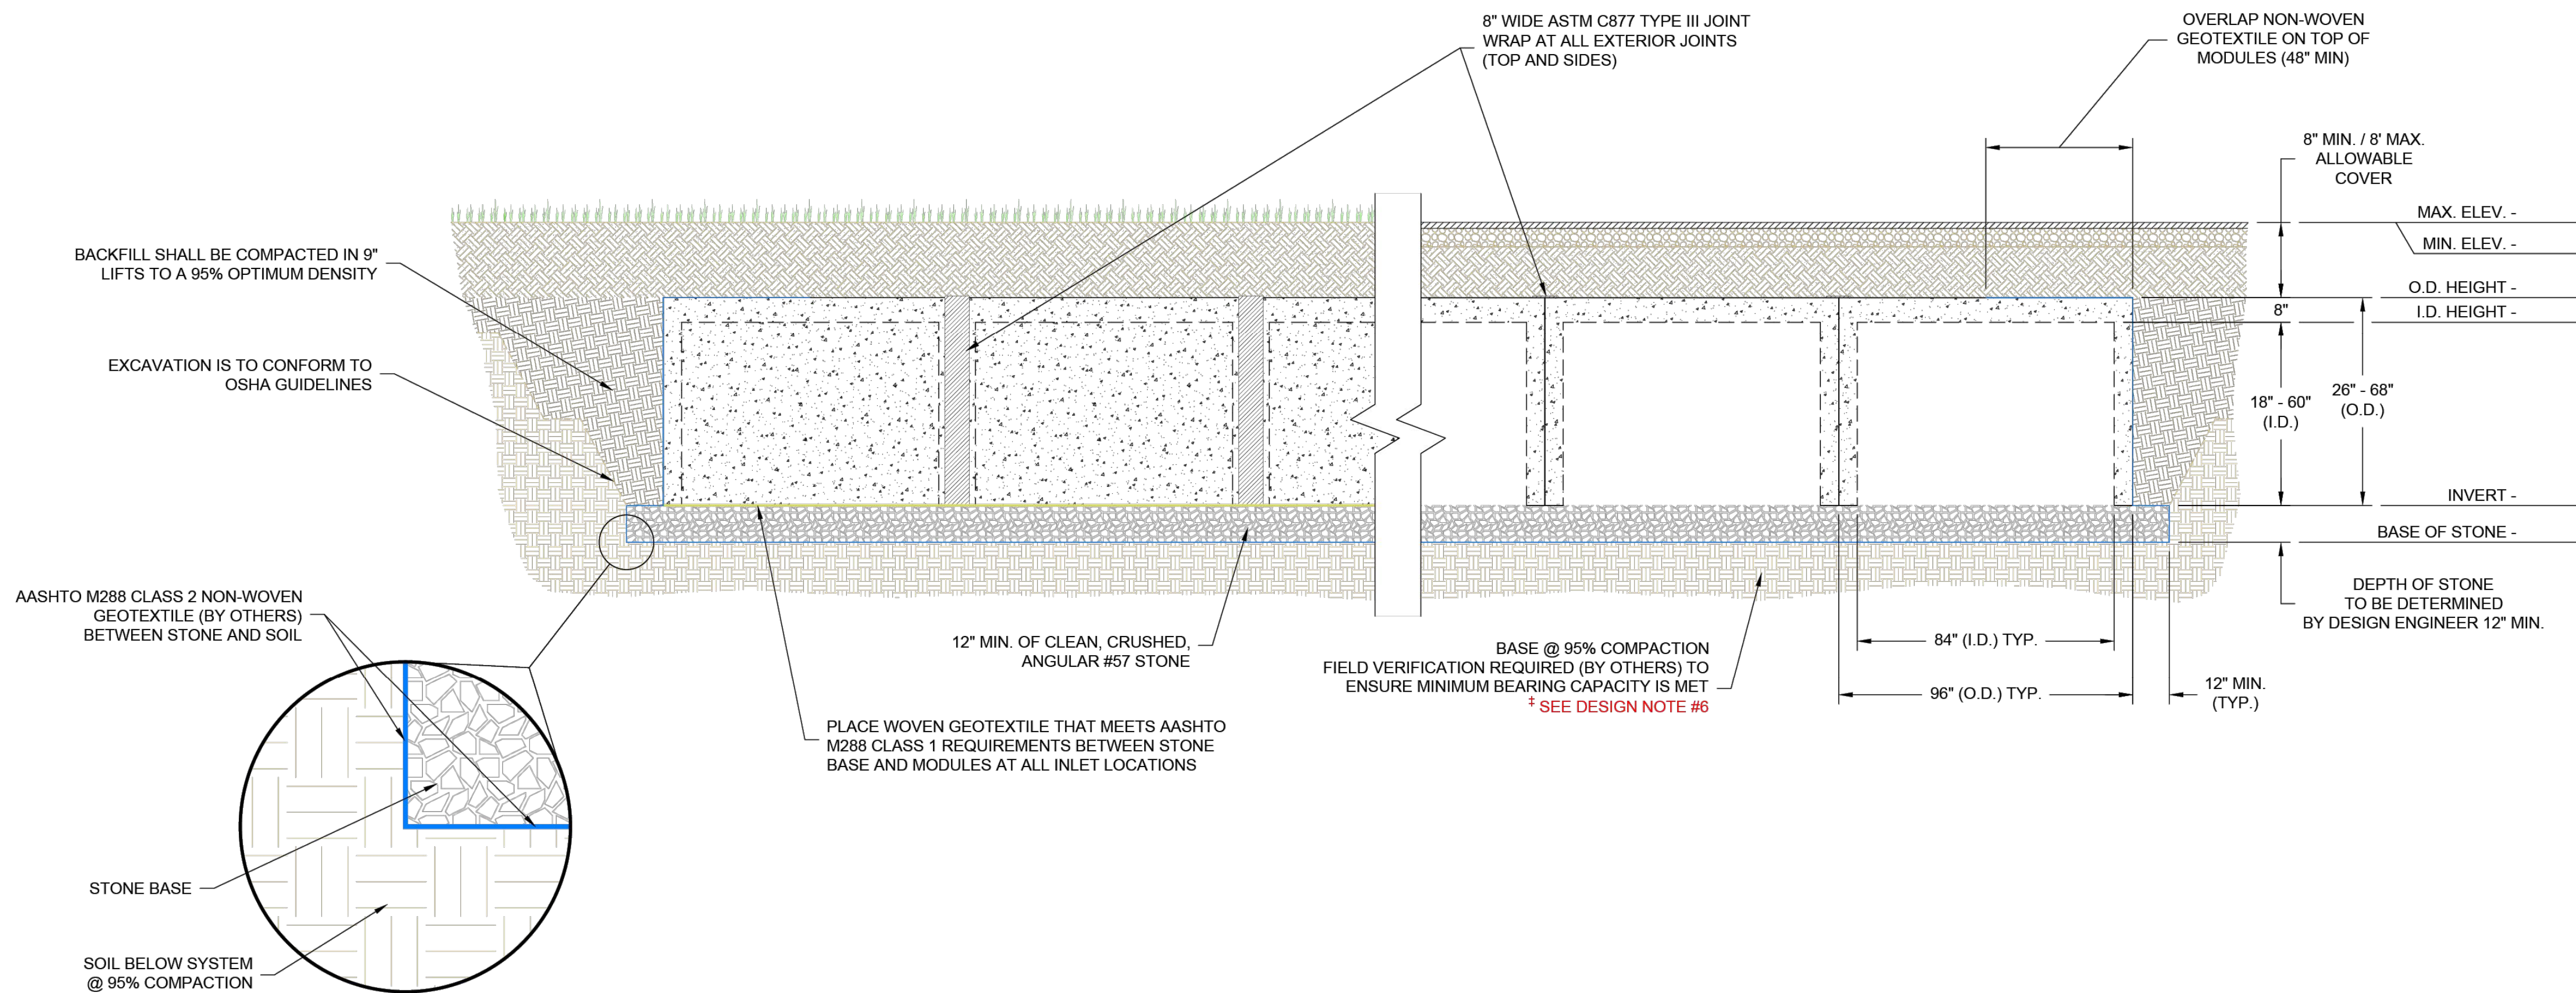 8" WIDE ASTM C877 TYPE III JOINT
WRAP AT ALL EXTERIOR JOINTS
(TOP AND SIDES)
OVERLAP NON-WOVEN
GEOTEXTILE ON TOP OF
MODULES (48" MIN)
8" MIN. / 8' MAX.
ALLOWABLE
COVER
MAX. ELEV. -
MIN. ELEV. -
O.D. HEIGHT -
I.D. HEIGHT -
8"
18" - 60"
(I.D.)
26" - 68"
(O.D.)
INVERT -
BASE OF STONE -
DEPTH OF STONE
TO BE DETERMINED
BY DESIGN ENGINEER 12" MIN.
BACKFILL SHALL BE COMPACTED IN 9"
LIFTS TO A 95% OPTIMUM DENSITY
EXCAVATION IS TO CONFORM TO
OSHA GUIDELINES
AASHTO M288 CLASS 2 NON-WOVEN
GEOTEXTILE (BY OTHERS)
BETWEEN STONE AND SOIL
12" MIN. OF CLEAN, CRUSHED,
ANGULAR #57 STONE
BASE @ 95% COMPACTION
FIELD VERIFICATION REQUIRED (BY OTHERS) TO
ENSURE MINIMUM BEARING CAPACITY IS MET
‡ SEE DESIGN NOTE #6
84" (I.D.) TYP.
96" (O.D.) TYP.
12" MIN.
(TYP.)
PLACE WOVEN GEOTEXTILE THAT MEETS AASHTO
M288 CLASS 1 REQUIREMENTS BETWEEN STONE
BASE AND MODULES AT ALL INLET LOCATIONS
STONE BASE
SOIL BELOW SYSTEM
@ 95% COMPACTION